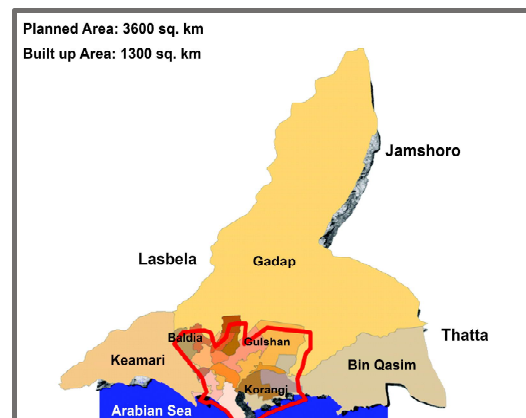 Planned Area: 3600 sq. km
Built up Area: 1300 sq. km
Jamshoro
Lasbela
Gadap
Baldia
Gulshan
Thatta
Keamari
Bin Qasim
Korangi
Arabian Sea